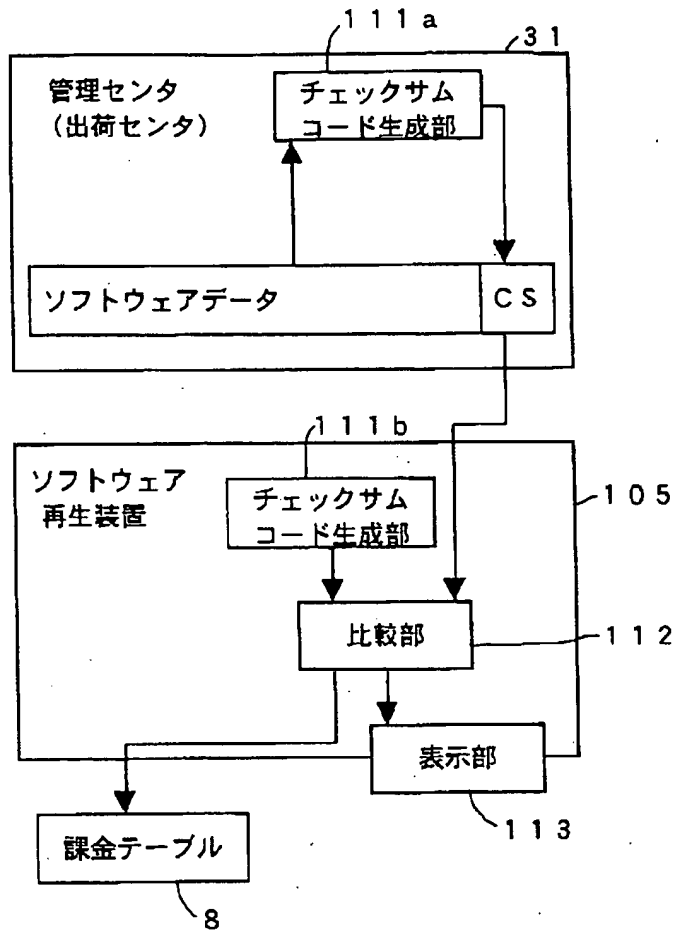 111a
31
管理センタ
(出荷センタ)
チェックサム
コード生成部
ソフトウェアデータ
CS
111b
ソフトウェア
再生装置
チェックサム
コード生成部
105
比較部
112
表示部
113
課金テーブル
8